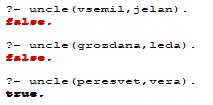 ?- uncle(vsemil,jelan).
false.
?- uncle(grozdana,leda).
false.
?- uncle(peresvet,vera).
true.